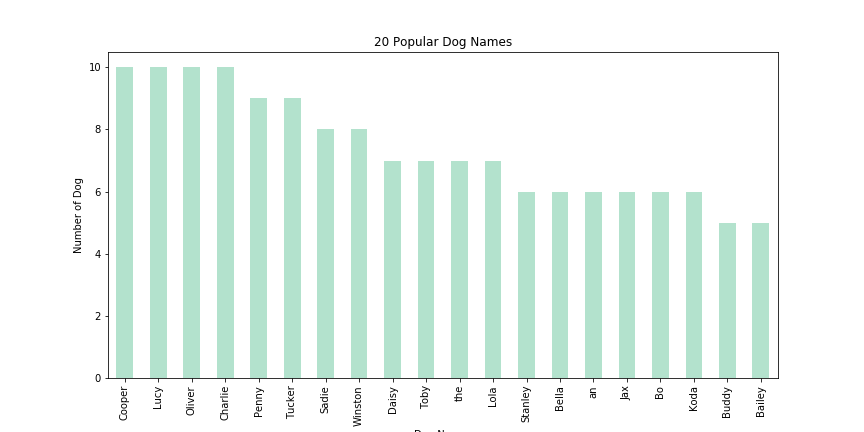 20 Popular Dog Names
Number of Dog
10
8
6
4
2
0
Cooper
Lucy
Oliver
Charlie
Penny
Tucker
Sadie
Winston
Daisy
Toby
the
Lola
Stanley
Bella
an
Jax
Bo
Koda
Buddy
Bailey